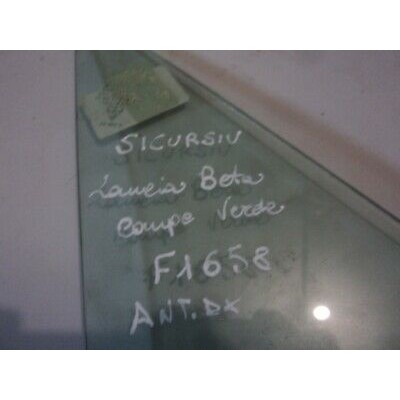 SICURSIV
Lancia Beta
Coupe Verde
F1658
ANT. DX